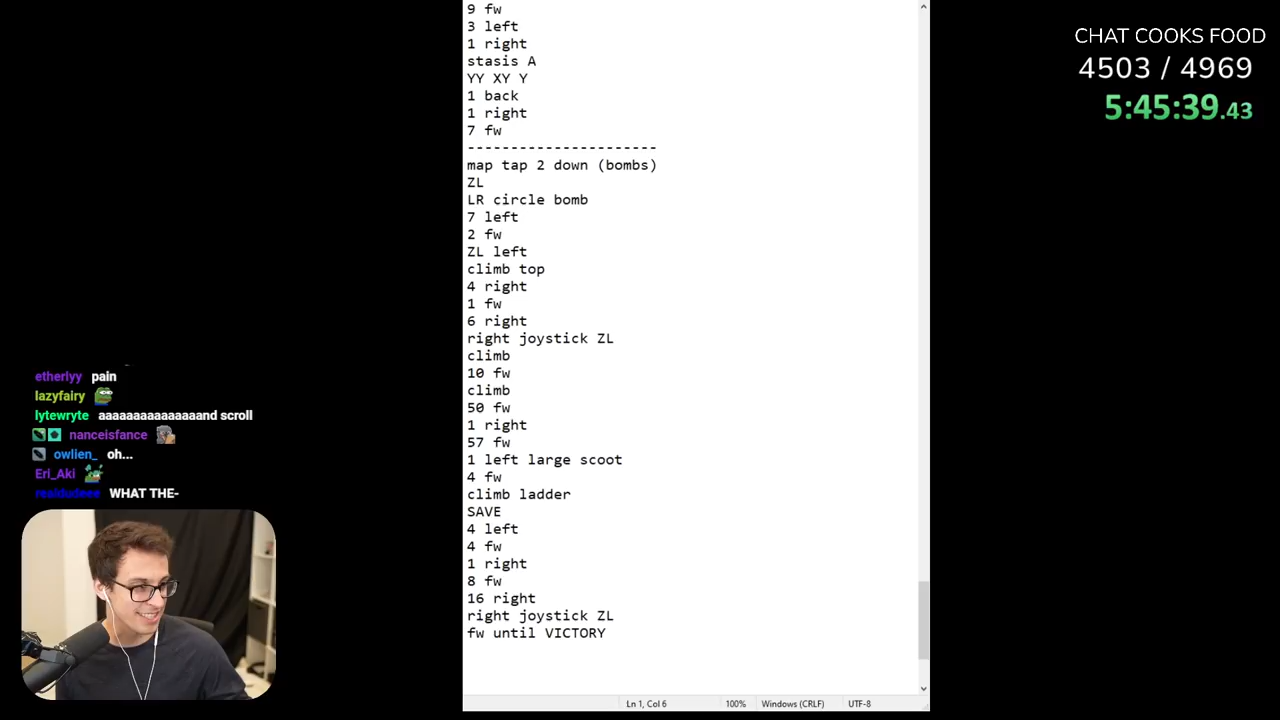 9 fw
3 left
1 right
stasis A
YY XY Y
1 back
1 right
7 fw
----------------------
map tap 2 down (bombs)
ZL
LR circle bomb
7 left
2 fw
ZL left
climb top
4 right
1 fw
6 right
right joystick ZL
climb
10 fw
climb
50 fw
1 right
57 fw
1 left large scoot
4 fw
climb ladder
SAVE
4 left
4 fw
1 right
8 fw
16 right
right joystick ZL
fw until VICTORY
Ln 1, Col 6
100%
Windows (CRLF)
UTF-8
CHAT COOKS FOOD
4503 / 4969
5:45:39.43
etherlyy pain
lazyfairy
lytewryte aaaaaaaaaaaaaaand scroll
nanceisfance
owlien_ oh...
Eri_Aki
realdudnee WHAT THE-